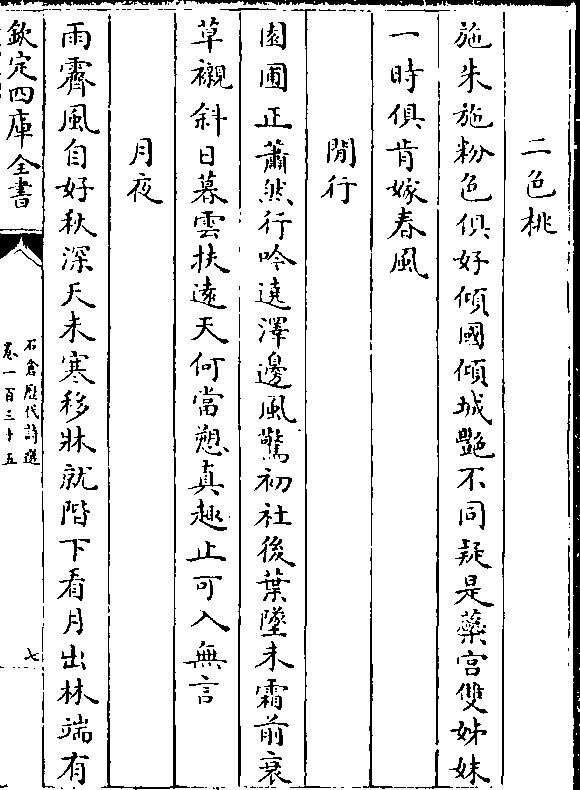 二色桃
施朱施粉色俱好傾國傾城艷不同疑是蘂宫雙姊妹
一時俱肯嫁春風
閒行
園圃正蕭然行吟遶澤邊風驚初社後葉墜未霜前衰
草襯斜日暮雲扶遠天何當愬真趣止可入無言
月夜
雨霽風自好秋深天未寒移牀就階下看月出林端有
欽定四庫全書
石倉歷代詩選
卷一百三十五
七